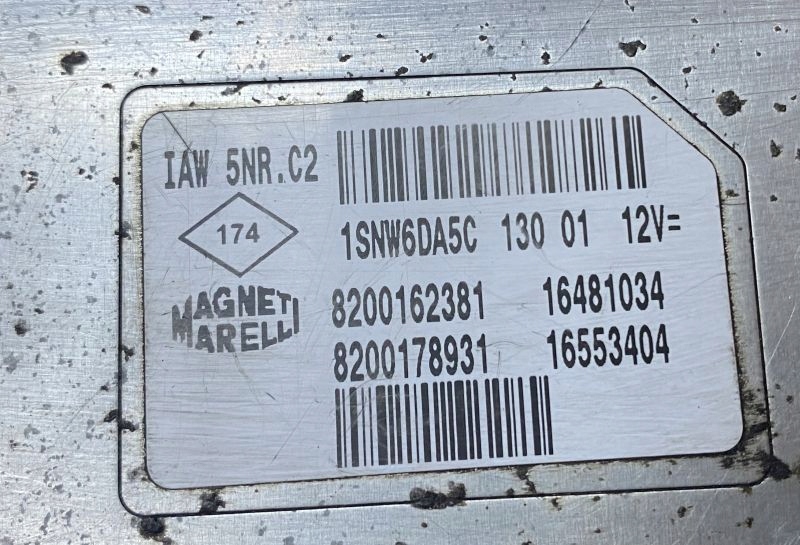 IAW 5NR.C2
174
MAGNETI
MARELLI
1SNW6DA5C 130 01 12V=
8200162381 16481034
8200178931 16553404